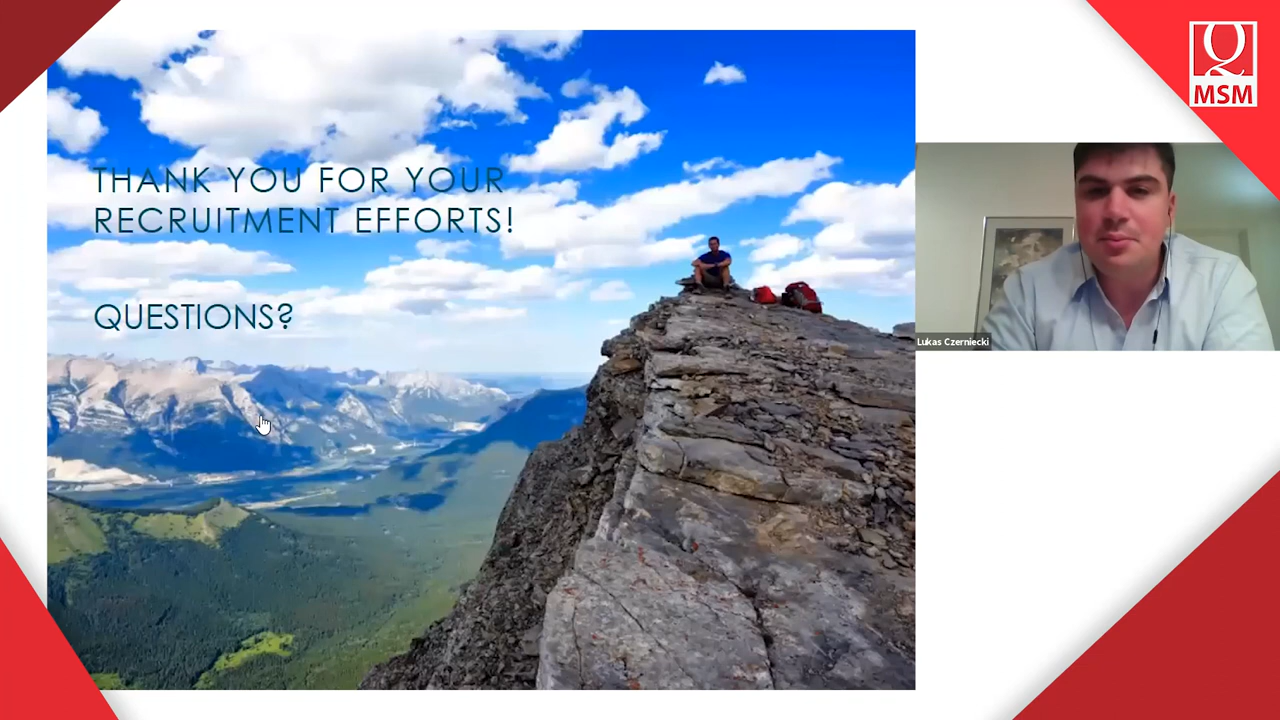 THANK YOU FOR YOUR
RECRUITMENT EFFORTS!
QUESTIONS?
Q
MSM
Lukas Czerniecki